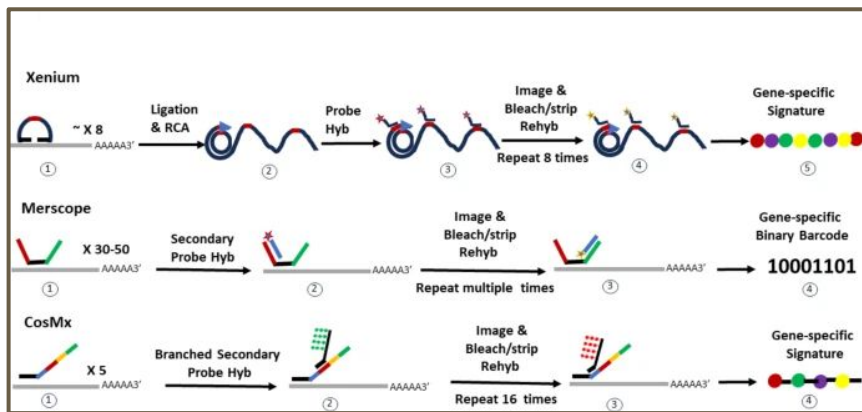 Xenium
~ X 8
AAAAA3'
①
Ligation
& RCA
②
Probe
Hyb
③
Image &
Bleach/strip
Rehyb
Repeat 8 times
④
Gene-specific
Signature
⑤
Merscope
X 30-50
AAAAA3'
①
Secondary
Probe Hyb
AAAAA3'
②
Image &
Bleach/strip
Rehyb
Repeat multiple times
AAAAA3'
③
Gene-specific
Binary Barcode
10001101
④
CosMx
X 5
AAAAA3'
①
Branched Secondary
Probe Hyb
AAAAA3'
②
Image &
Bleach/strip
Rehyb
Repeat 16 times
AAAAA3'
③
Gene-specific
Signature
④